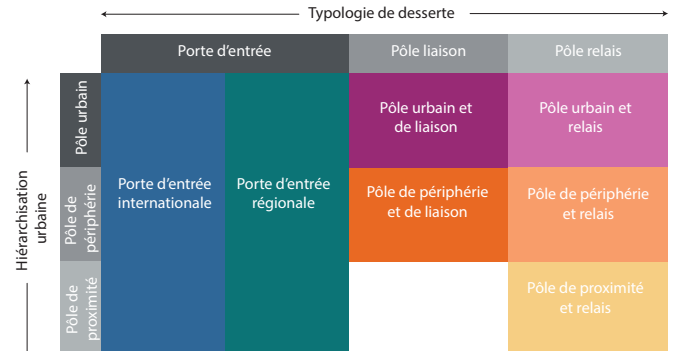 Typologie de desserte
Porte d'entrée
Pôle liaison
Pôle relais
Hiérarchisation
urbaine
Pôle urbain
Pôle de
périphérie
Pôle de
proximité
Porte d'entrée
internationale
Porte d'entrée
régionale
Pôle urbain et
de liaison
Pôle urbain et
relais
Pôle de périphérie
et de liaison
Pôle de périphérie
et relais
Pôle de proximité
et relais